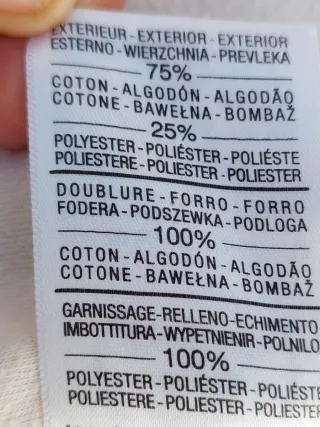 EXTERIEUR-EXTERIOR-EXTERIOR
ESTERNO-WIERZCHNIA-PREVLEKA
75%
COTON-ALGODÓN-ALGODÃO
COTONE-BAWEŁNA-BOMBAŽ
25%
POLYESTER-POLIÉSTER-POLIÉSTE
POLIESTERE-POLIESTER-POLIESTER
DOUBLURE-FORRO-FORRO
FODERA-PODSZEWKA-PODLOGA
100%
COTON-ALGODÓN-ALGODÃO
COTONE-BAWEŁNA-BOMBAŽ
GARNISSAGE-RELLENO-ECHIMENTO
IMBOTTITURA-WYPETNIENIR-POLNILO
100%
POLYESTER-POLIÉSTER-POLIÉSTE
POLIESTERE-POLIESTER-POLIESTER